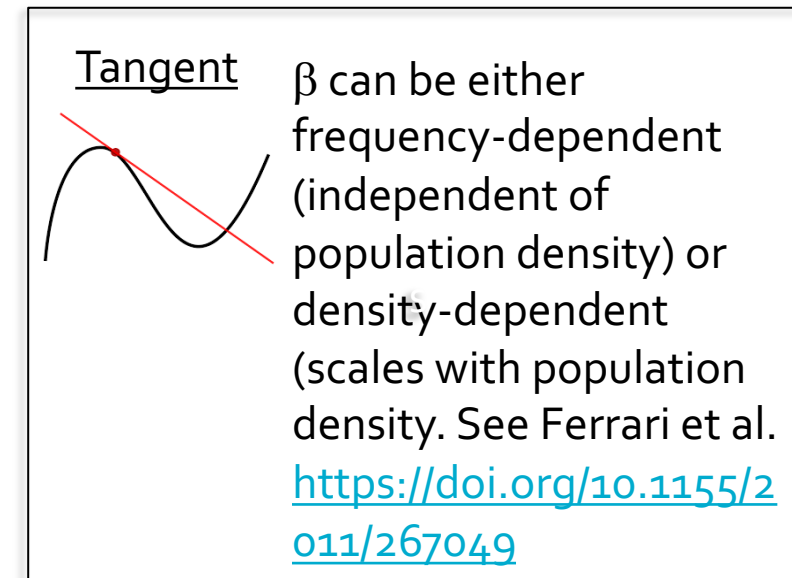 Tangent
β can be either
frequency-dependent
(independent of
population density) or
density-dependent
(scales with population
density. See Ferrari et al.
https://doi.org/10.1155/2
011/267049